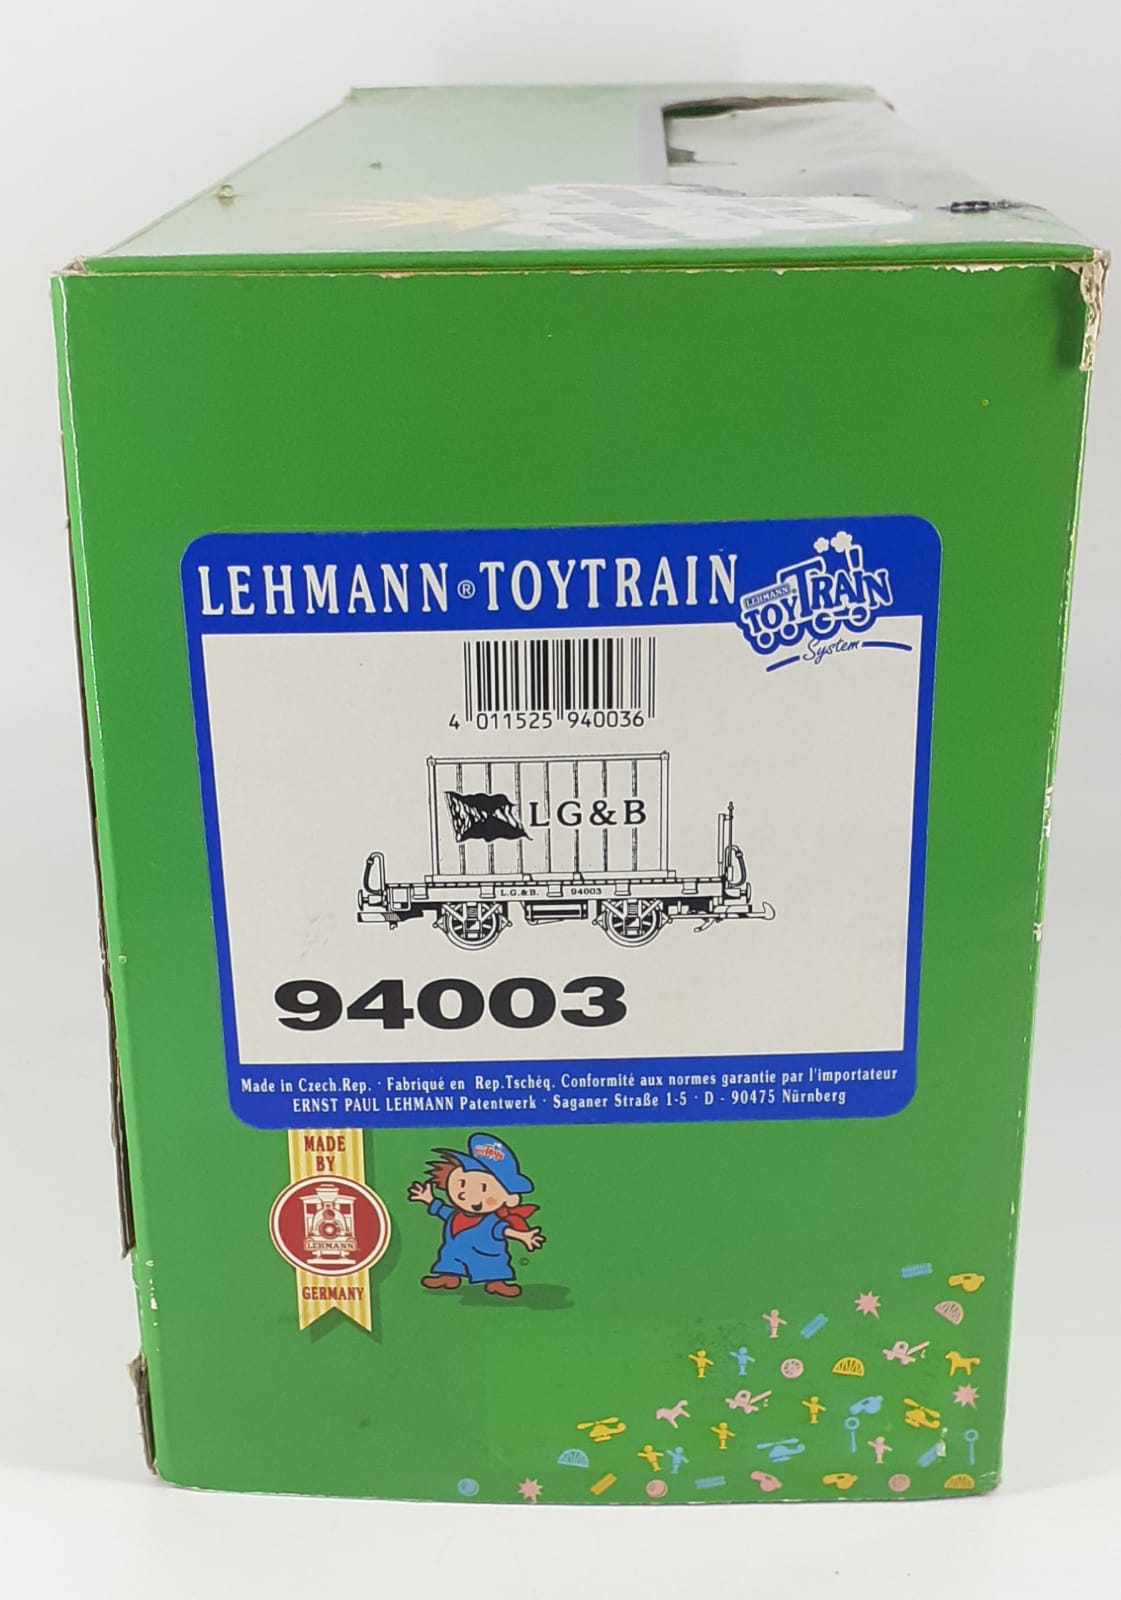 LEHMANN ® TOYTRAIN
LEHMANN
TOYTRAIN
System
4 011525 940036
LG&B
L.G.&B. 94003
94003
Made in Czech.Rep. · Fabriqué en Rep.Tschéq. Conformité aux normes garantie par l'importateur
ERNST PAUL LEHMANN Patentwerk · Saganer Straße 1-5 · D - 90475 Nürnberg
MADE
BY
LEHMANN
GERMANY
©